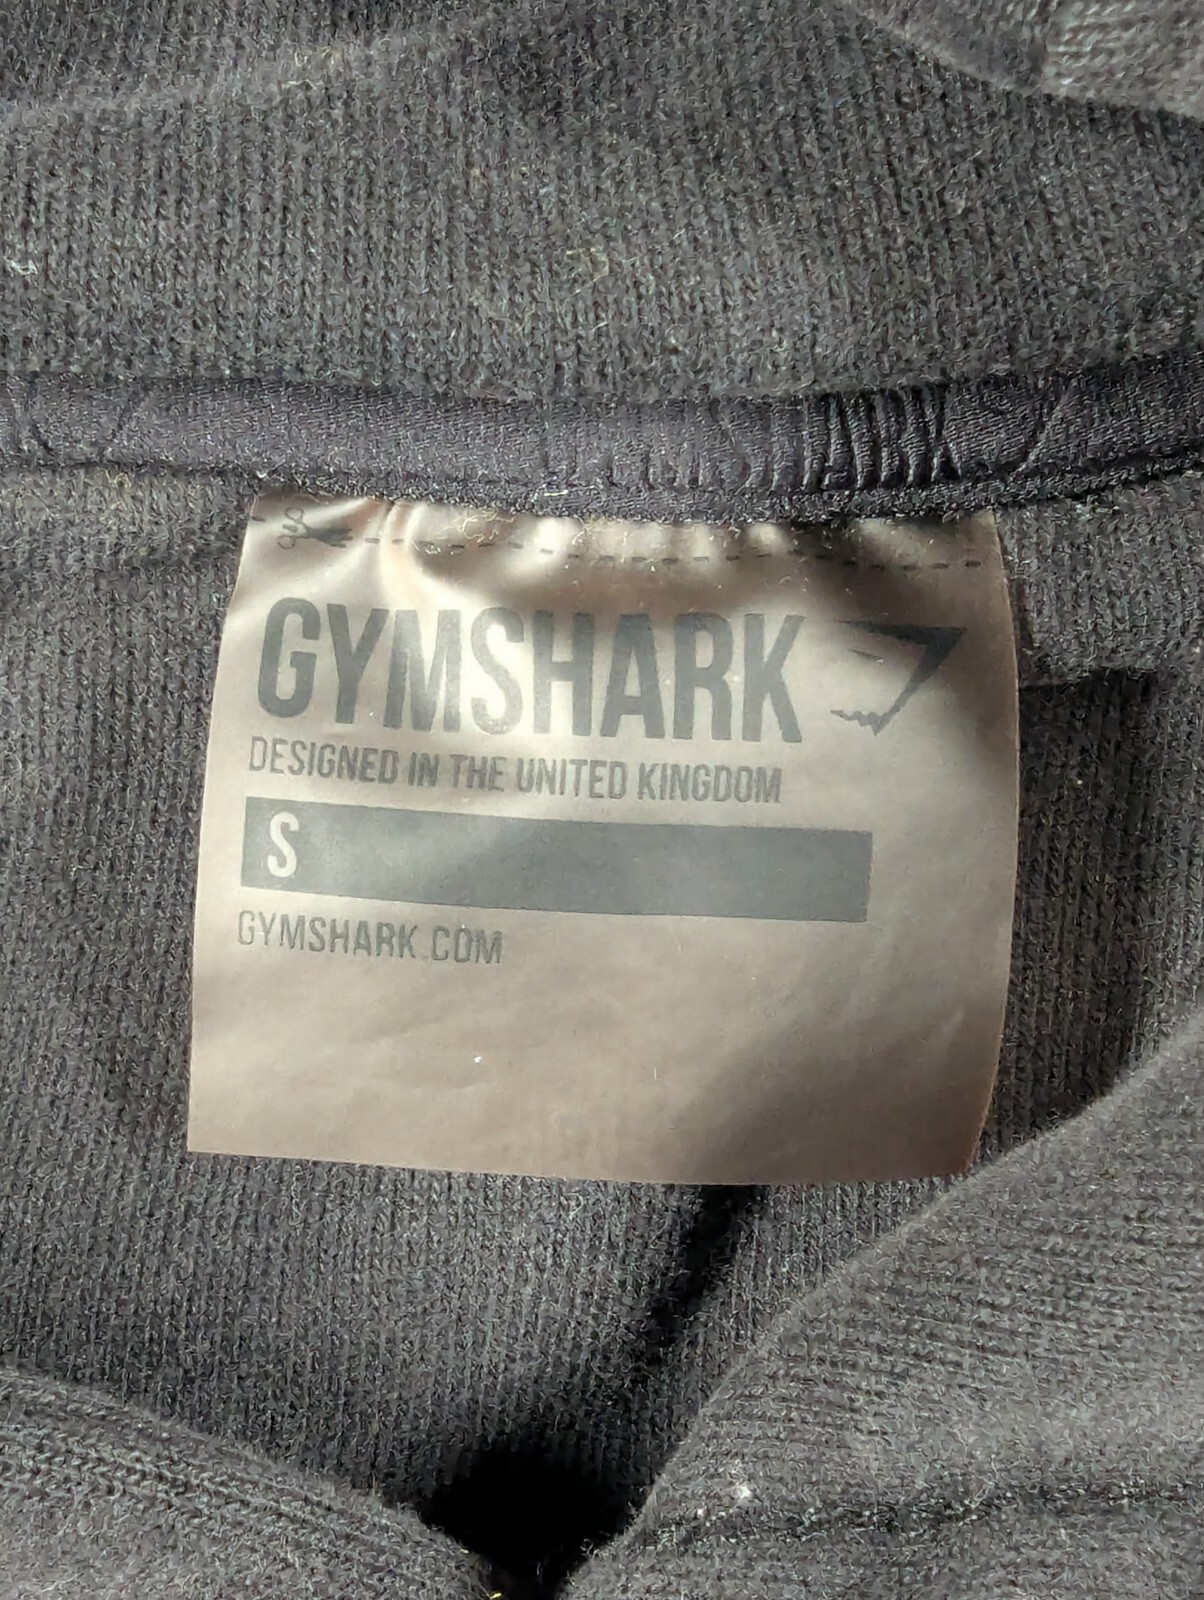 GYMSHARK
DESIGNED IN THE UNITED KINGDOM
S
GYMSHARK.COM